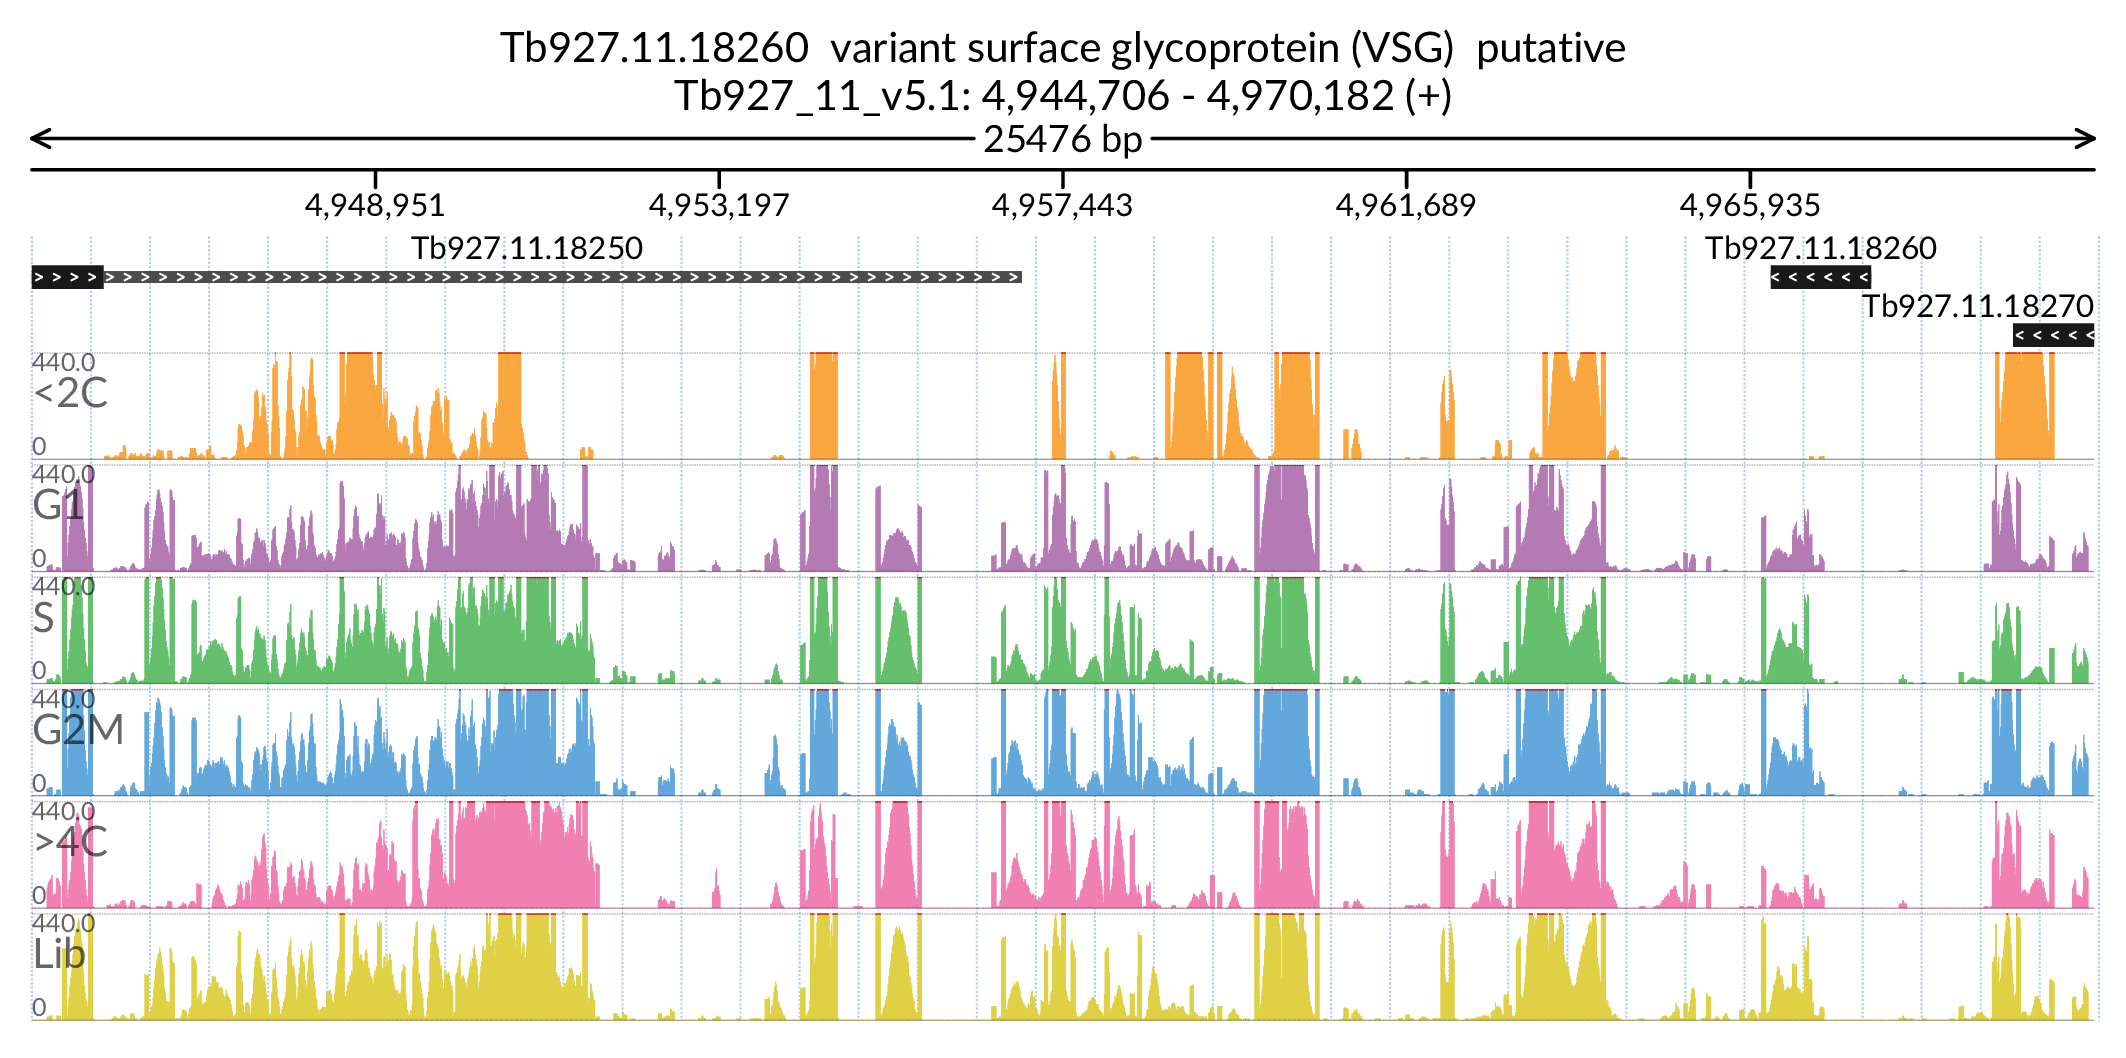 Tb927.11.18260  variant surface glycoprotein (VSG)  putative
Tb927_11_v5.1: 4,944,706 - 4,970,182 (+)
25476 bp
4,948,951 4,953,197 4,957,443 4,961,689 4,965,935
Tb927.11.18250 Tb927.11.18260
Tb927.11.18270
440.0
<2C
0
440.0
G1
0
440.0
S
0
440.0
G2M
0
440.0
>4C
0
440.0
Lib
0